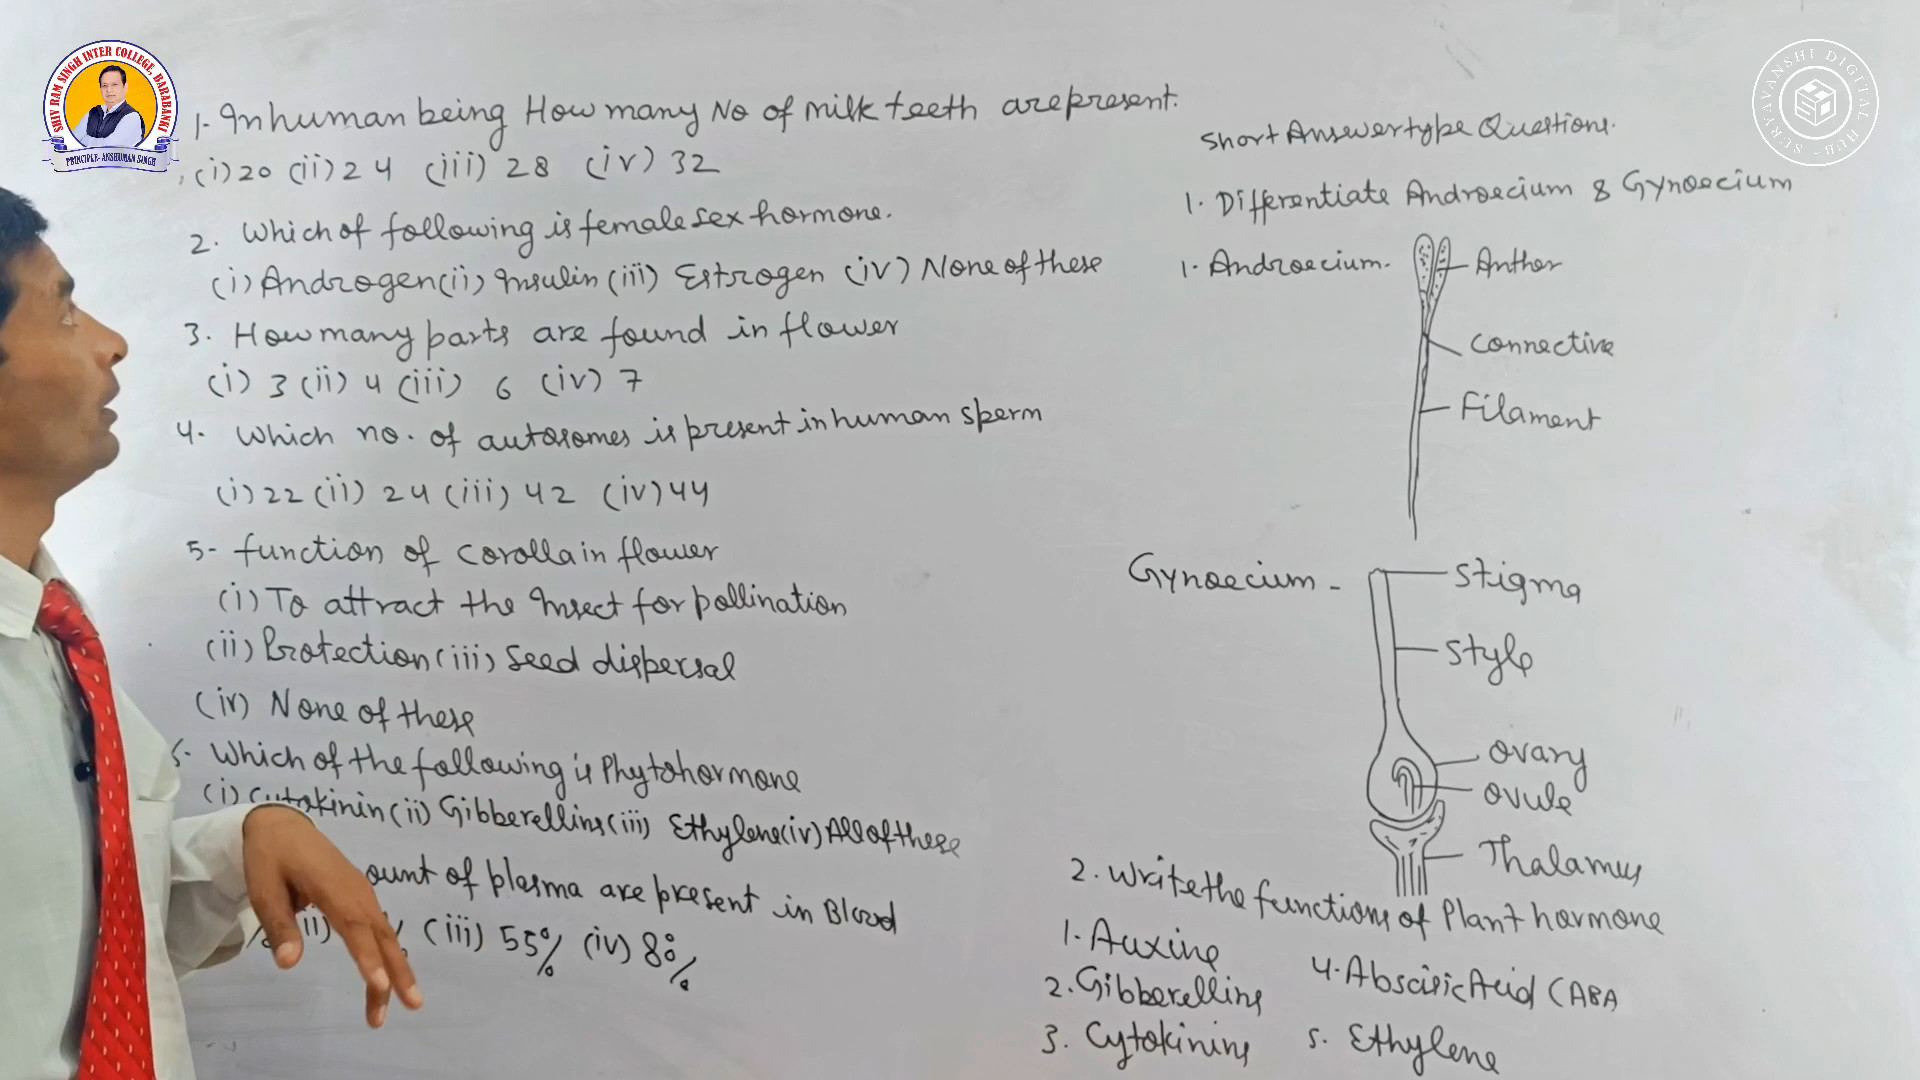 SHIV RAM SINGH INTER COLLEGE, BARABANKI
PRINCIPLE- ANSHUMAN SINGH
SURYAVANSHI DIGITAL HUB
1. In human being How many No of milk teeth are present.
(i) 20 (ii) 24 (iii) 28 (iv) 32
2. Which of following is female sex hormone.
(i) Androgen (ii) Insulin (iii) Estrogen (iv) None of these
3. How many parts are found in flower
(i) 3 (ii) 4 (iii) 6 (iv) 7
4. Which no. of autosomes is present in human sperm
(i) 22 (ii) 24 (iii) 42 (iv) 44
5- function of corolla in flower
(i) To attract the Insect for pollination
(ii) Protection (iii) Seed dispersal
(iv) None of these
Which of the following is Phytohormone
(i) Cytokinin (ii) Gibberellins (iii) Ethylene (iv) All of these
ount of plasma are present in Blood
(iii) 55% (iv) 8%
Short Answer type Questions.
1. Differentiate Androecium & Gynoecium
1. Androecium.
Anther
Connective
Filament
Gynoecium -
Stigma
Style
Ovary
Ovule
Thalamus
2. Write the functions of Plant hormone
1. Auxine
2. Gibberellins
3. Cytokinins
4. Abscisic Acid (ABA
5. Ethylene